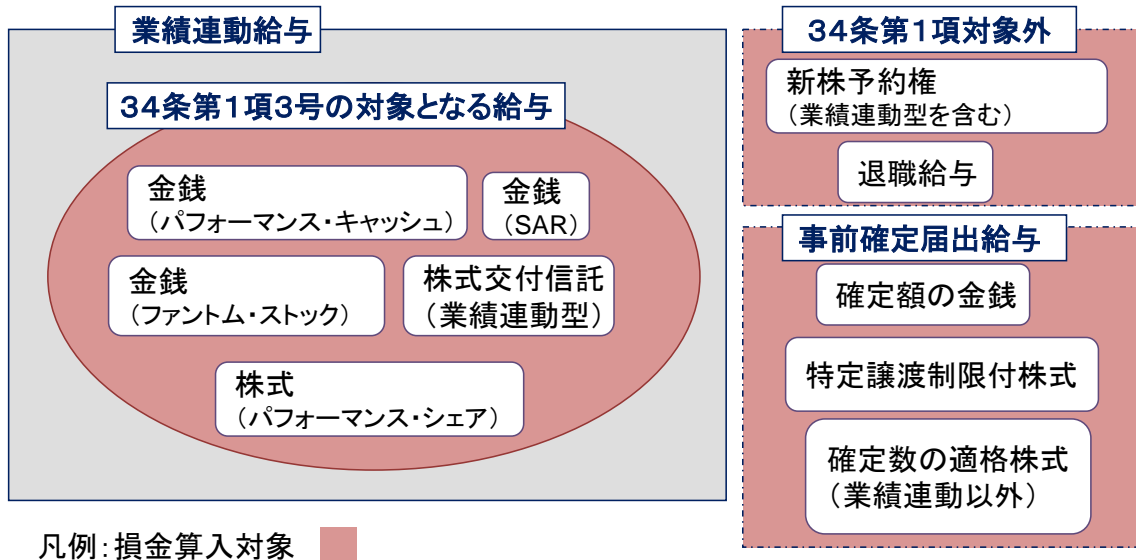 業績連動給与
34条第1項3号の対象となる給与
金銭
（パフォーマンス・キャッシュ）
金銭
（SAR）
金銭
（ファントム・ストック）
株式交付信託
（業績連動型）
株式
（パフォーマンス・シェア）
34条第1項対象外
新株予約権
（業績連動型を含む）
退職給与
事前確定届出給与
確定額の金銭
特定譲渡制限付株式
確定数の適格株式
（業績連動以外）
凡例：損金算入対象